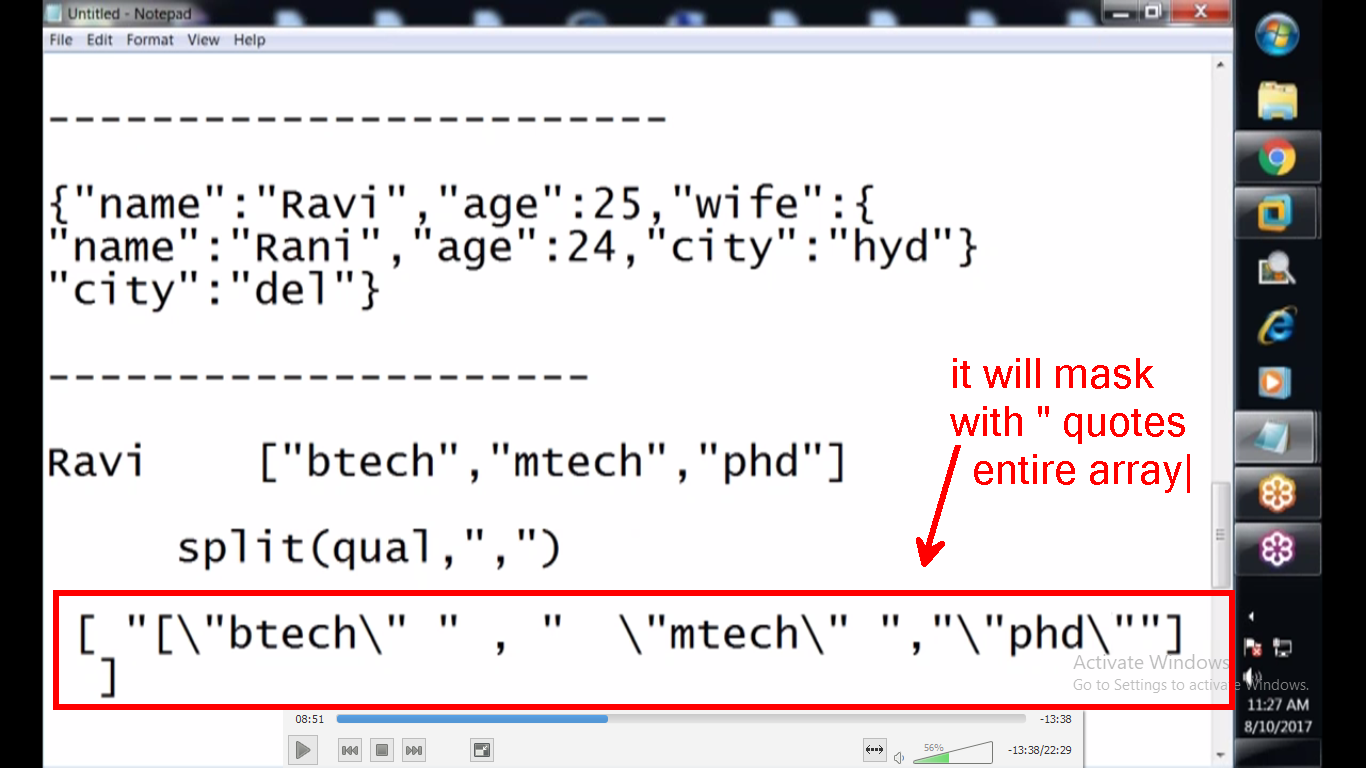 Untitled - Notepad
File Edit Format View Help
-------------------------
{"name":"Ravi","age":25,"wife":{
"name":"Rani","age":24,"city":"hyd"}
"city":"del"}
----------------------
it will mask
with " quotes
entire array|
Ravi ["btech","mtech","phd"]
split(qual,",")
[ "[\"btech\" " , " \"mtech\" ","\"phd\""]
]
Activate Windows
Go to Settings to activate Windows.
11:27 AM
8/10/2017
08:51
-13:38
56%
-13:38/22:29